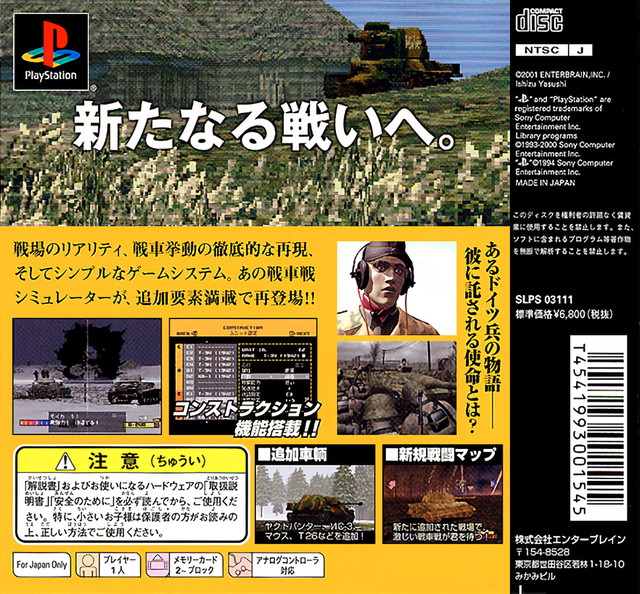 PlayStation
®
新たなる戦いへ。
戦場のリアリティ、戦車挙動の徹底的な再現、
そしてシンプルなゲームシステム。あの戦車戦
シミュレーターが、追加要素満載で再登場!!
あるドイツ兵の物語——
彼に託される使命とは?
CONSTRUCTION
コンストラクション
機能搭載!!
注意(ちゅうい)
「解説書」およびお使いになるハードウェアの「取扱説
明書」「安全のために」を必ず読んでから、ご使用くだ
さい。特に、小さいお子様は保護者の方がお読みの
上、正しい方法でご使用ください。
■追加車輌
ヤクトパンター、NC-3、
マウス、T26などを追加!
■新規戦闘マップ
新たに追加された戦場で、
激しい戦車戦が君を待つ!
For Japan Only
プレイヤー
1人
メモリーカード
2~ブロック
アナログコントローラ
対応
COMPACT
disc
NTSC J
©2001 ENTERBRAIN,INC. /
Ishizu Yasushi
" " and "PlayStation" are
registered trademarks of
Sony Computer
Entertainment Inc.
Library programs
©1993-2000 Sony Computer
Entertainment Inc.
" " ©1994 Sony Computer
Entertainment Inc.
MADE IN JAPAN
このディスクを権利者の許諾なく賃貸
業に使用することを禁止します。また、
ソフトに含まれるプログラム等著作物
を無断で解析することを禁止します。
SLPS 03111
標準価格¥6,800(税抜)
T4541993001545
株式会社エンターブレイン
〒154-8528
東京都世田谷区若林1-18-10
みかみビル